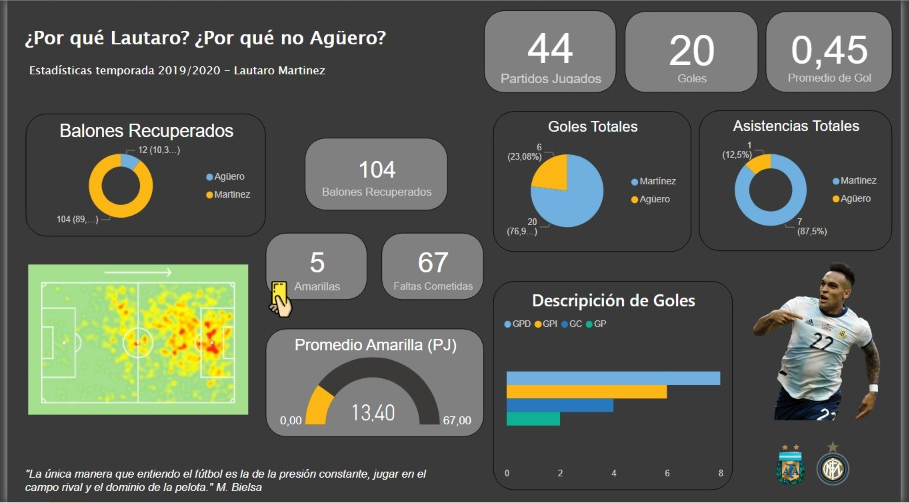 ¿Por qué Lautaro? ¿Por qué no Agüero?
Estadísticas temporada 2019/2020 - Lautaro Martinez
44
Partidos Jugados
20
Goles
0,45
Promedio de Gol
Balones Recuperados
12 (10,3...)
Agüero
Martinez
104 (89,...)
104
Balones Recuperados
Goles Totales
6
(23,08%)
Martínez
Agüero
20
(76,9...)
Asistencias Totales
1
(12,5%)
Martinez
Agüero
7
(87,5%)
5
Amarillas
67
Faltas Cometidas
Promedio Amarilla (PJ)
0,00
13,40
67,00
Descripición de Goles
GPD GPI GC GP
0 2 4 6 8
22
22
"La única manera que entiendo el fútbol es la de la presión constante, jugar en el
campo rival y el dominio de la pelota." M. Bielsa